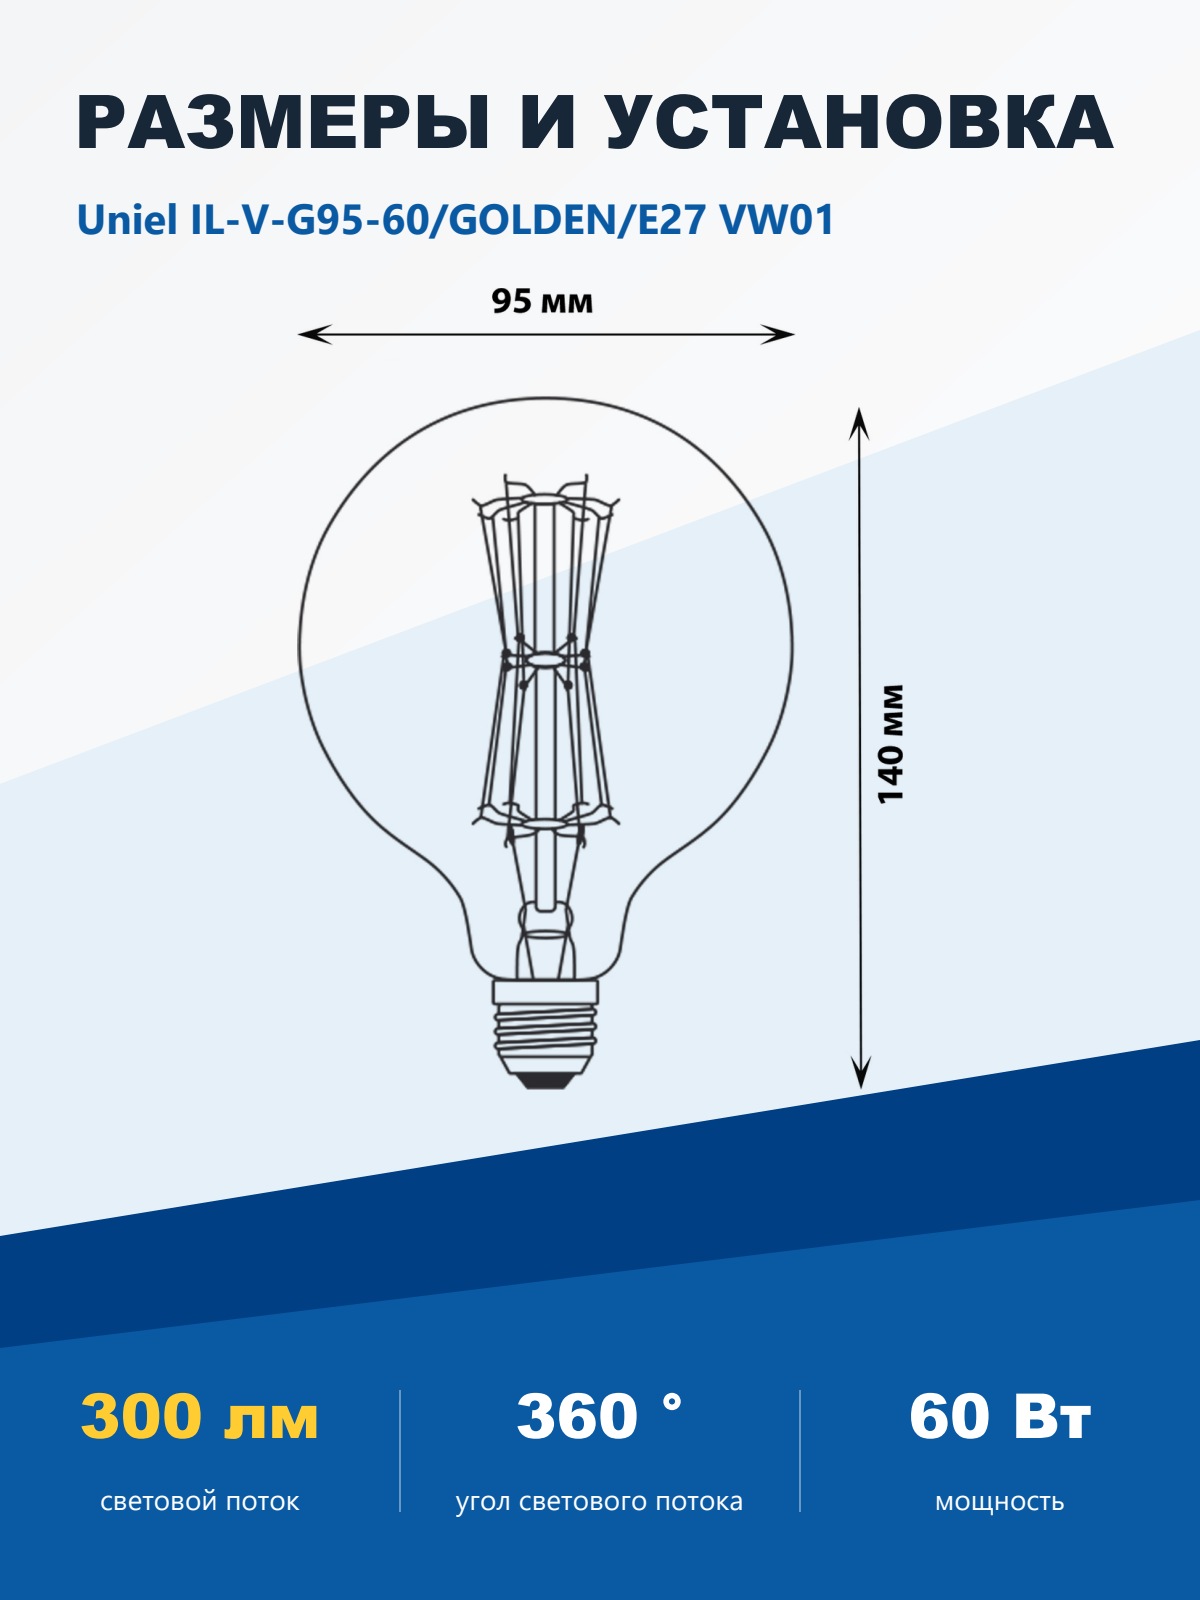 РАЗМЕРЫ И УСТАНОВКА
Uniel IL-V-G95-60/GOLDEN/E27 VW01
95 мм
140 мм
300 лм
световой поток
360 °
угол светового потока
60 Вт
мощность